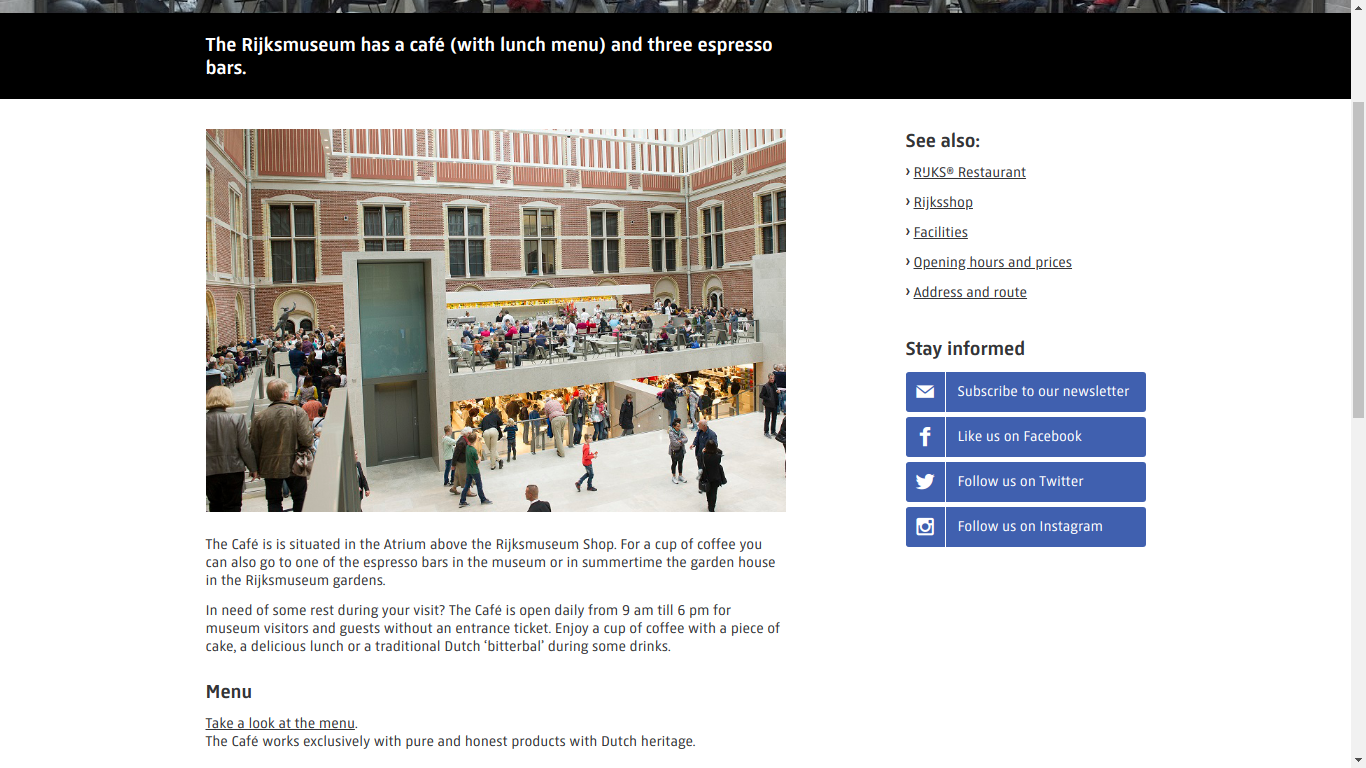 The Rijksmuseum has a café (with lunch menu) and three espresso
bars.
The Café is is situated in the Atrium above the Rijksmuseum Shop. For a cup of coffee you
can also go to one of the espresso bars in the museum or in summertime the garden house
in the Rijksmuseum gardens.
In need of some rest during your visit? The Café is open daily from 9 am till 6 pm for
museum visitors and guests without an entrance ticket. Enjoy a cup of coffee with a piece of
cake, a delicious lunch or a traditional Dutch ‘bitterbal’ during some drinks.
Menu
Take a look at the menu.
The Café works exclusively with pure and honest products with Dutch heritage.
See also:
› RIJKS® Restaurant
› Rijksshop
› Facilities
› Opening hours and prices
› Address and route
Stay informed
Subscribe to our newsletter
Like us on Facebook
Follow us on Twitter
Follow us on Instagram